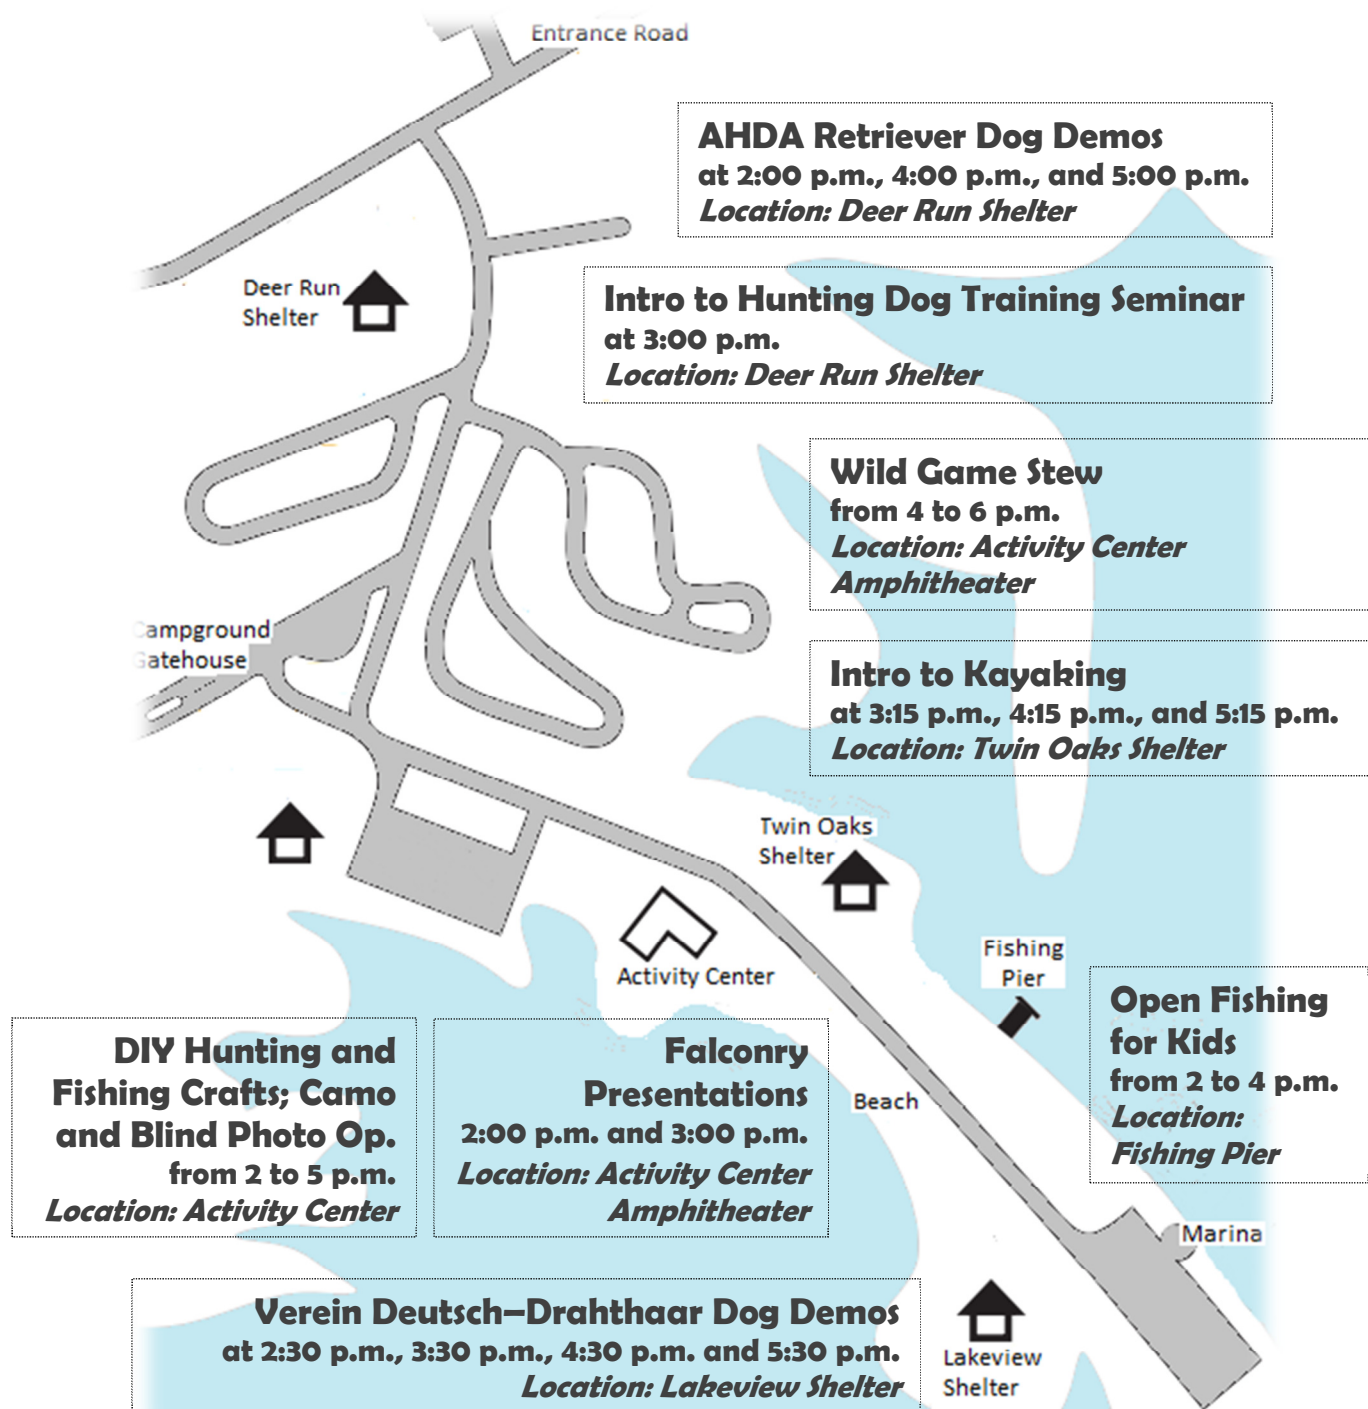 Entrance Road
AHDA Retriever Dog Demos
at 2:00 p.m., 4:00 p.m., and 5:00 p.m.
Location: Deer Run Shelter
Deer Run
Shelter
Intro to Hunting Dog Training Seminar
at 3:00 p.m.
Location: Deer Run Shelter
Wild Game Stew
from 4 to 6 p.m.
Location: Activity Center
Amphitheater
Campground
Gatehouse
Intro to Kayaking
at 3:15 p.m., 4:15 p.m., and 5:15 p.m.
Location: Twin Oaks Shelter
Twin Oaks
Shelter
Activity Center
Fishing
Pier
Open Fishing
for Kids
from 2 to 4 p.m.
Location:
Fishing Pier
DIY Hunting and
Fishing Crafts; Camo
and Blind Photo Op.
from 2 to 5 p.m.
Location: Activity Center
Falconry
Presentations
2:00 p.m. and 3:00 p.m.
Location: Activity Center
Amphitheater
Beach
Marina
Verein Deutsch–Drahthaar Dog Demos
at 2:30 p.m., 3:30 p.m., 4:30 p.m. and 5:30 p.m.
Location: Lakeview Shelter
Lakeview
Shelter